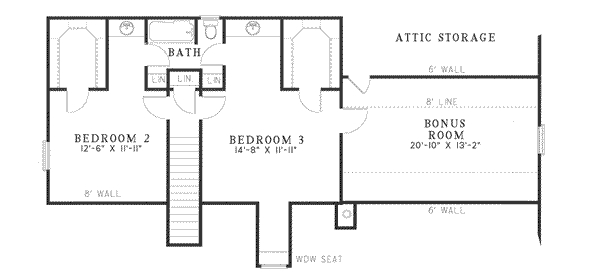 ATTIC STORAGE
BATH
6' WALL
LIN.
LIN.
LIN
8' LINE
BEDROOM 2
12'-6" X 11'-11"
BEDROOM 3
14'-8" X 11'-11"
BONUS
ROOM
20'-10" X 13'-2"
8' WALL
6' WALL
WDW SEAT